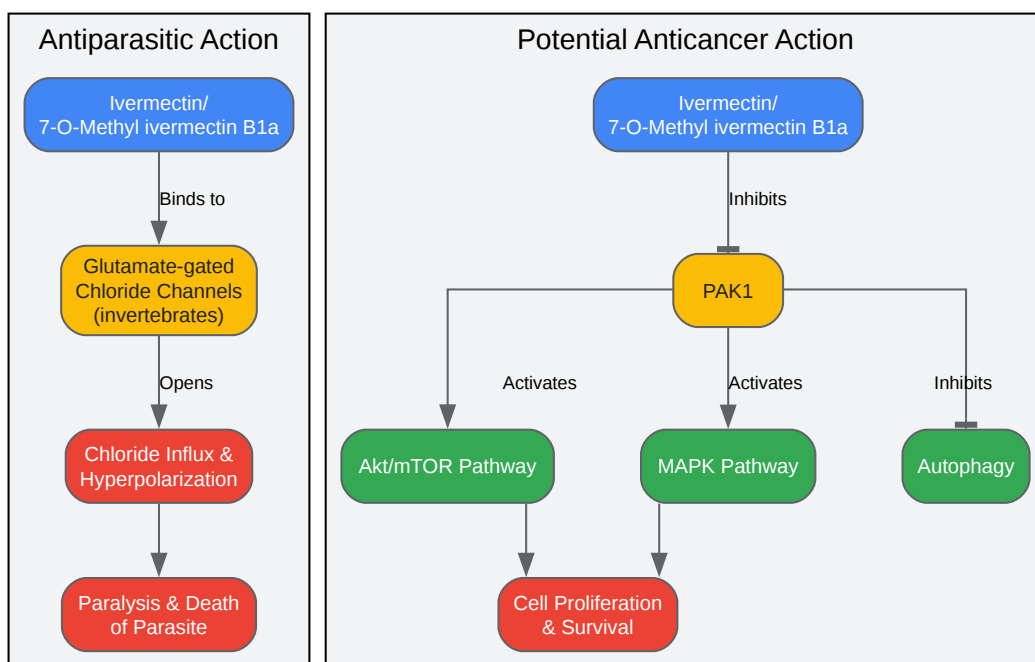 Antiparasitic Action
Ivermectin/
7-O-Methyl ivermectin B1a
Binds to
Glutamate-gated
Chloride Channels
(invertebrates)
Opens
Chloride Influx &
Hyperpolarization
Paralysis & Death
of Parasite
Potential Anticancer Action
Ivermectin/
7-O-Methyl ivermectin B1a
Inhibits
PAK1
Activates
Activates
Inhibits
Akt/mTOR Pathway
MAPK Pathway
Autophagy
Cell Proliferation
& Survival